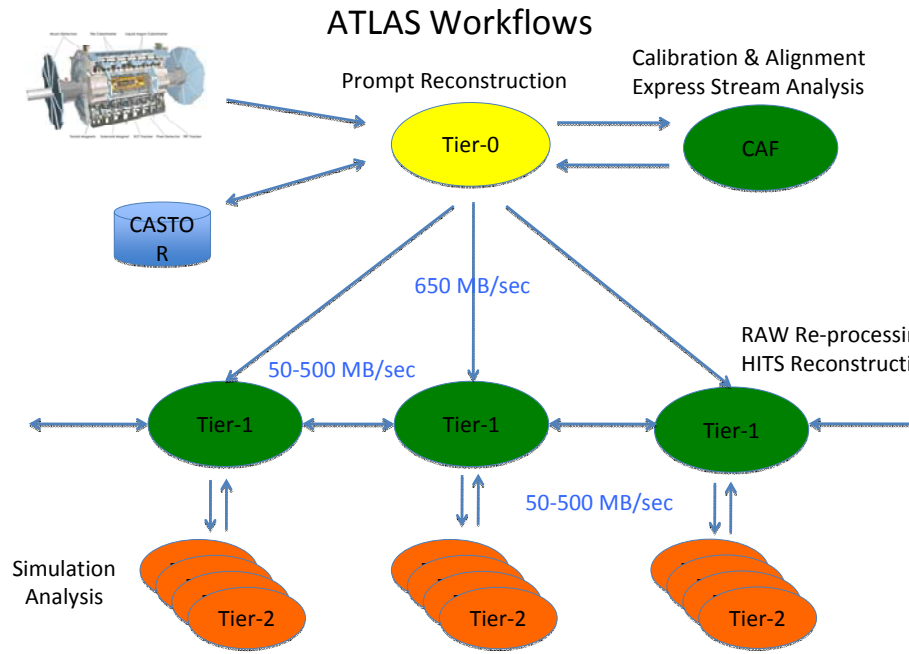 ATLAS Workflows
Prompt Reconstruction
Calibration & Alignment
Express Stream Analysis
Tier-0
CAF
CASTO
R
650 MB/sec
50-500 MB/sec
RAW Re-processin
HITS Reconstructi
Tier-1
Tier-1
Tier-1
50-500 MB/sec
Simulation
Analysis
Tier-2
Tier-2
Tier-2